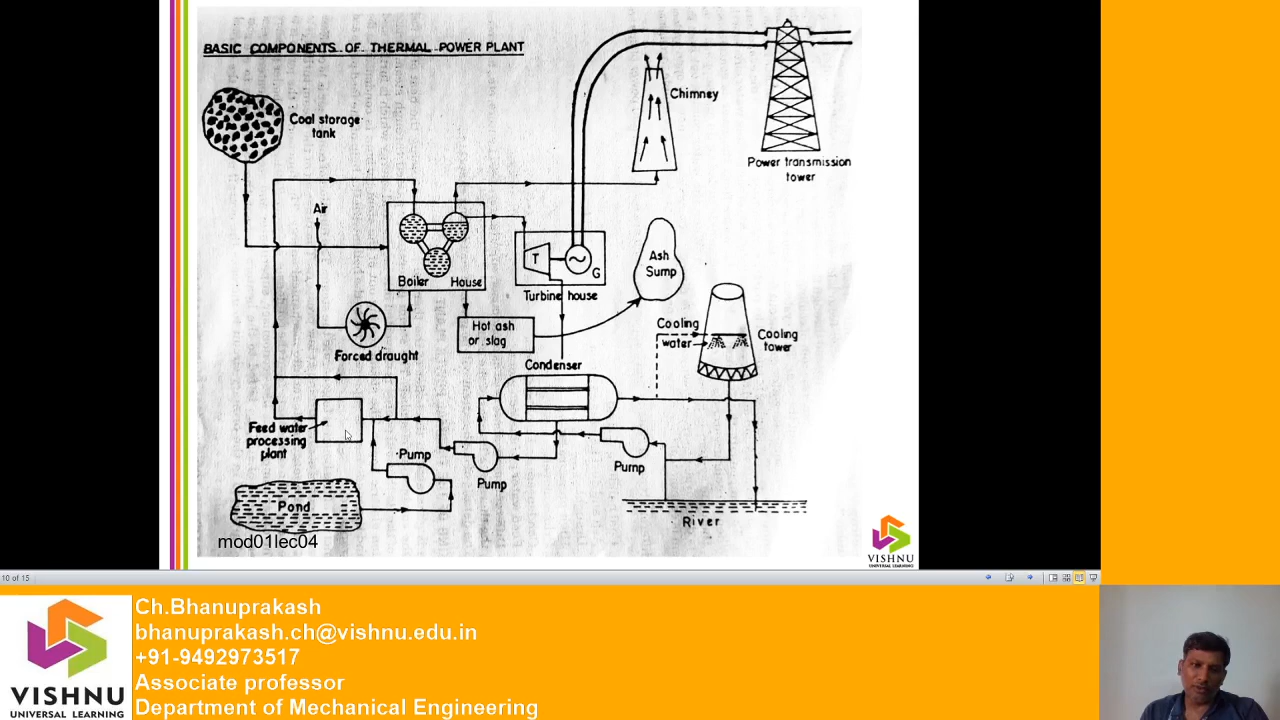 BASIC COMPONENTS OF THERMAL POWER PLANT
Coal storage
tank
Chimney
Power transmission
tower
Air
Boiler House
T
G
Turbine house
Ash
Sump
Hot ash
or slag
Forced draught
Cooling
water
Cooling
tower
Condenser
Feed water
processing
plant
Pump
Pump
Pump
Pond
River
mod01lec04
VISHNU
UNIVERSAL LEARNING
10 of 15
VISHNU
UNIVERSAL LEARNING
Ch.Bhanuprakash
bhanuprakash.ch@vishnu.edu.in
+91-9492973517
Associate professor
Department of Mechanical Engineering